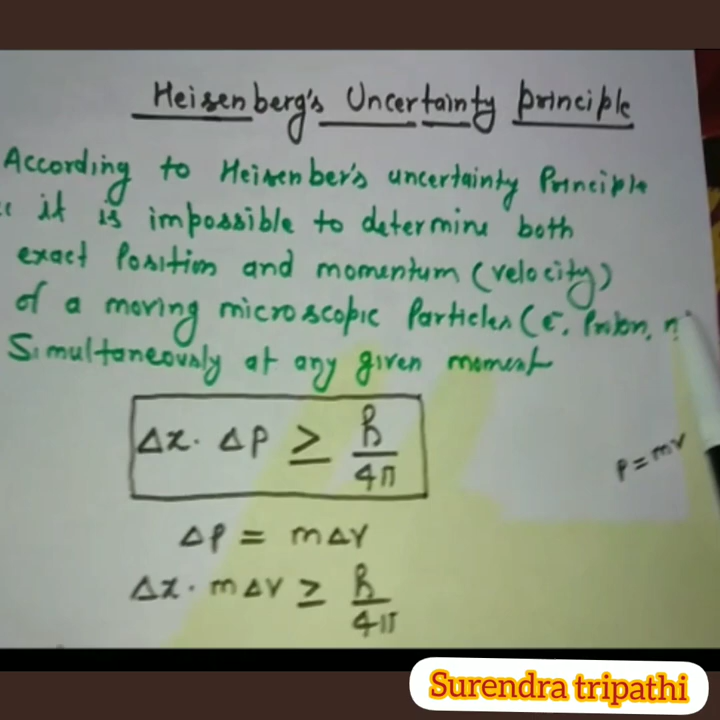 Heisenberg's Uncertainty principle
According to Heisenber's uncertainty Principle
it is impossible to determine both
exact Position and momentum (velocity)
of a moving microscopic Particles (e⁻, Proton, n
Simultaneously at any given moment
Δx. ΔP ≥ h/4π
P = mv
ΔP = mΔV
Δx. mΔV ≥ h/4π
Surendra tripathi